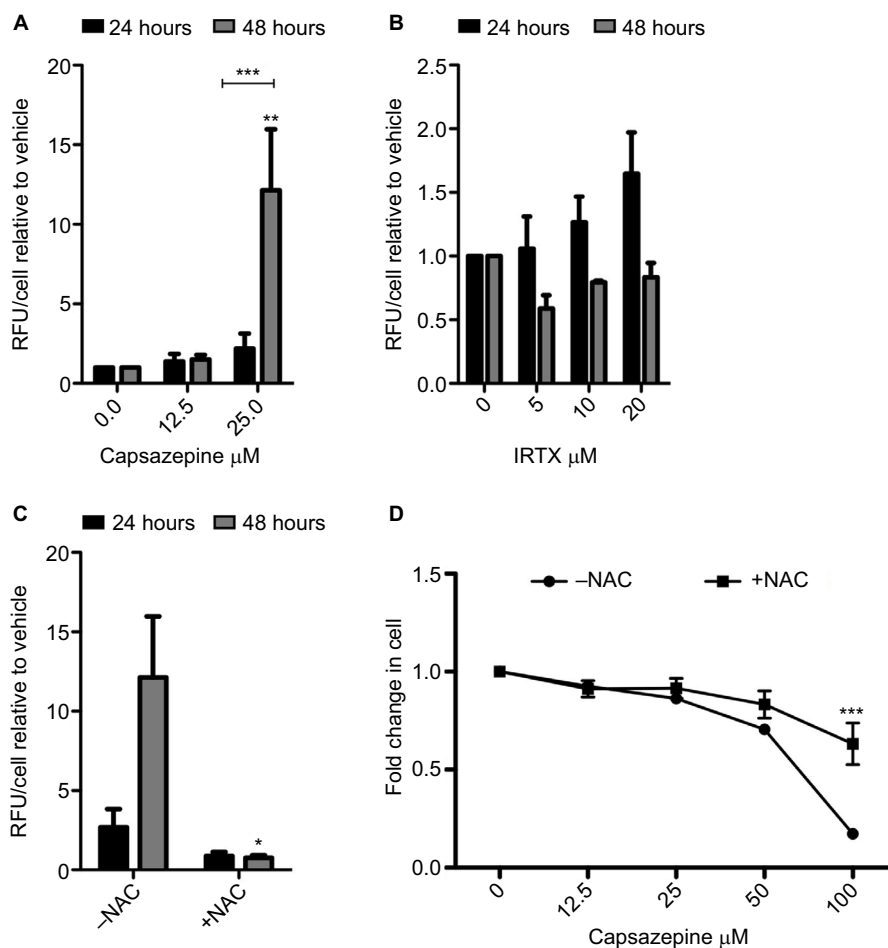 A
24 hours 48 hours
RFU/cell relative to vehicle
20
15
10
5
0
***
**
0.0 12.5 25.0
Capsazepine μM
B
24 hours 48 hours
RFU/cell relative to vehicle
2.5
2.0
1.5
1.0
0.5
0.0
0 5 10 20
IRTX μM
C
24 hours 48 hours
RFU/cell relative to vehicle
20
15
10
5
0
*
–NAC +NAC
D
–NAC +NAC
Fold change in cell
1.5
1.0
0.5
0.0
***
0 12.5 25 50 100
Capsazepine μM